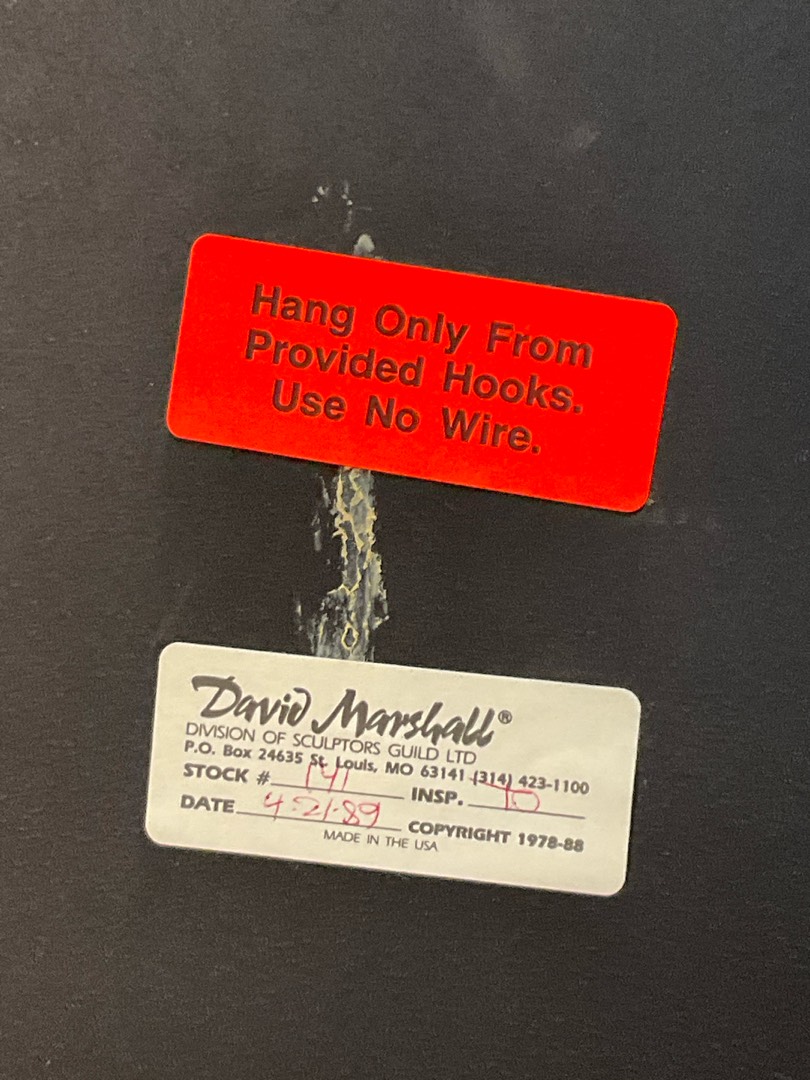 Hang Only From
Provided Hooks.
Use No Wire.
David Marshall®
DIVISION OF SCULPTORS GUILD LTD
P.O. Box 24635 St. Louis, MO 63141 (314) 423-1100
STOCK # 141 INSP.
DATE 4-21-89 COPYRIGHT 1978-88
MADE IN THE USA